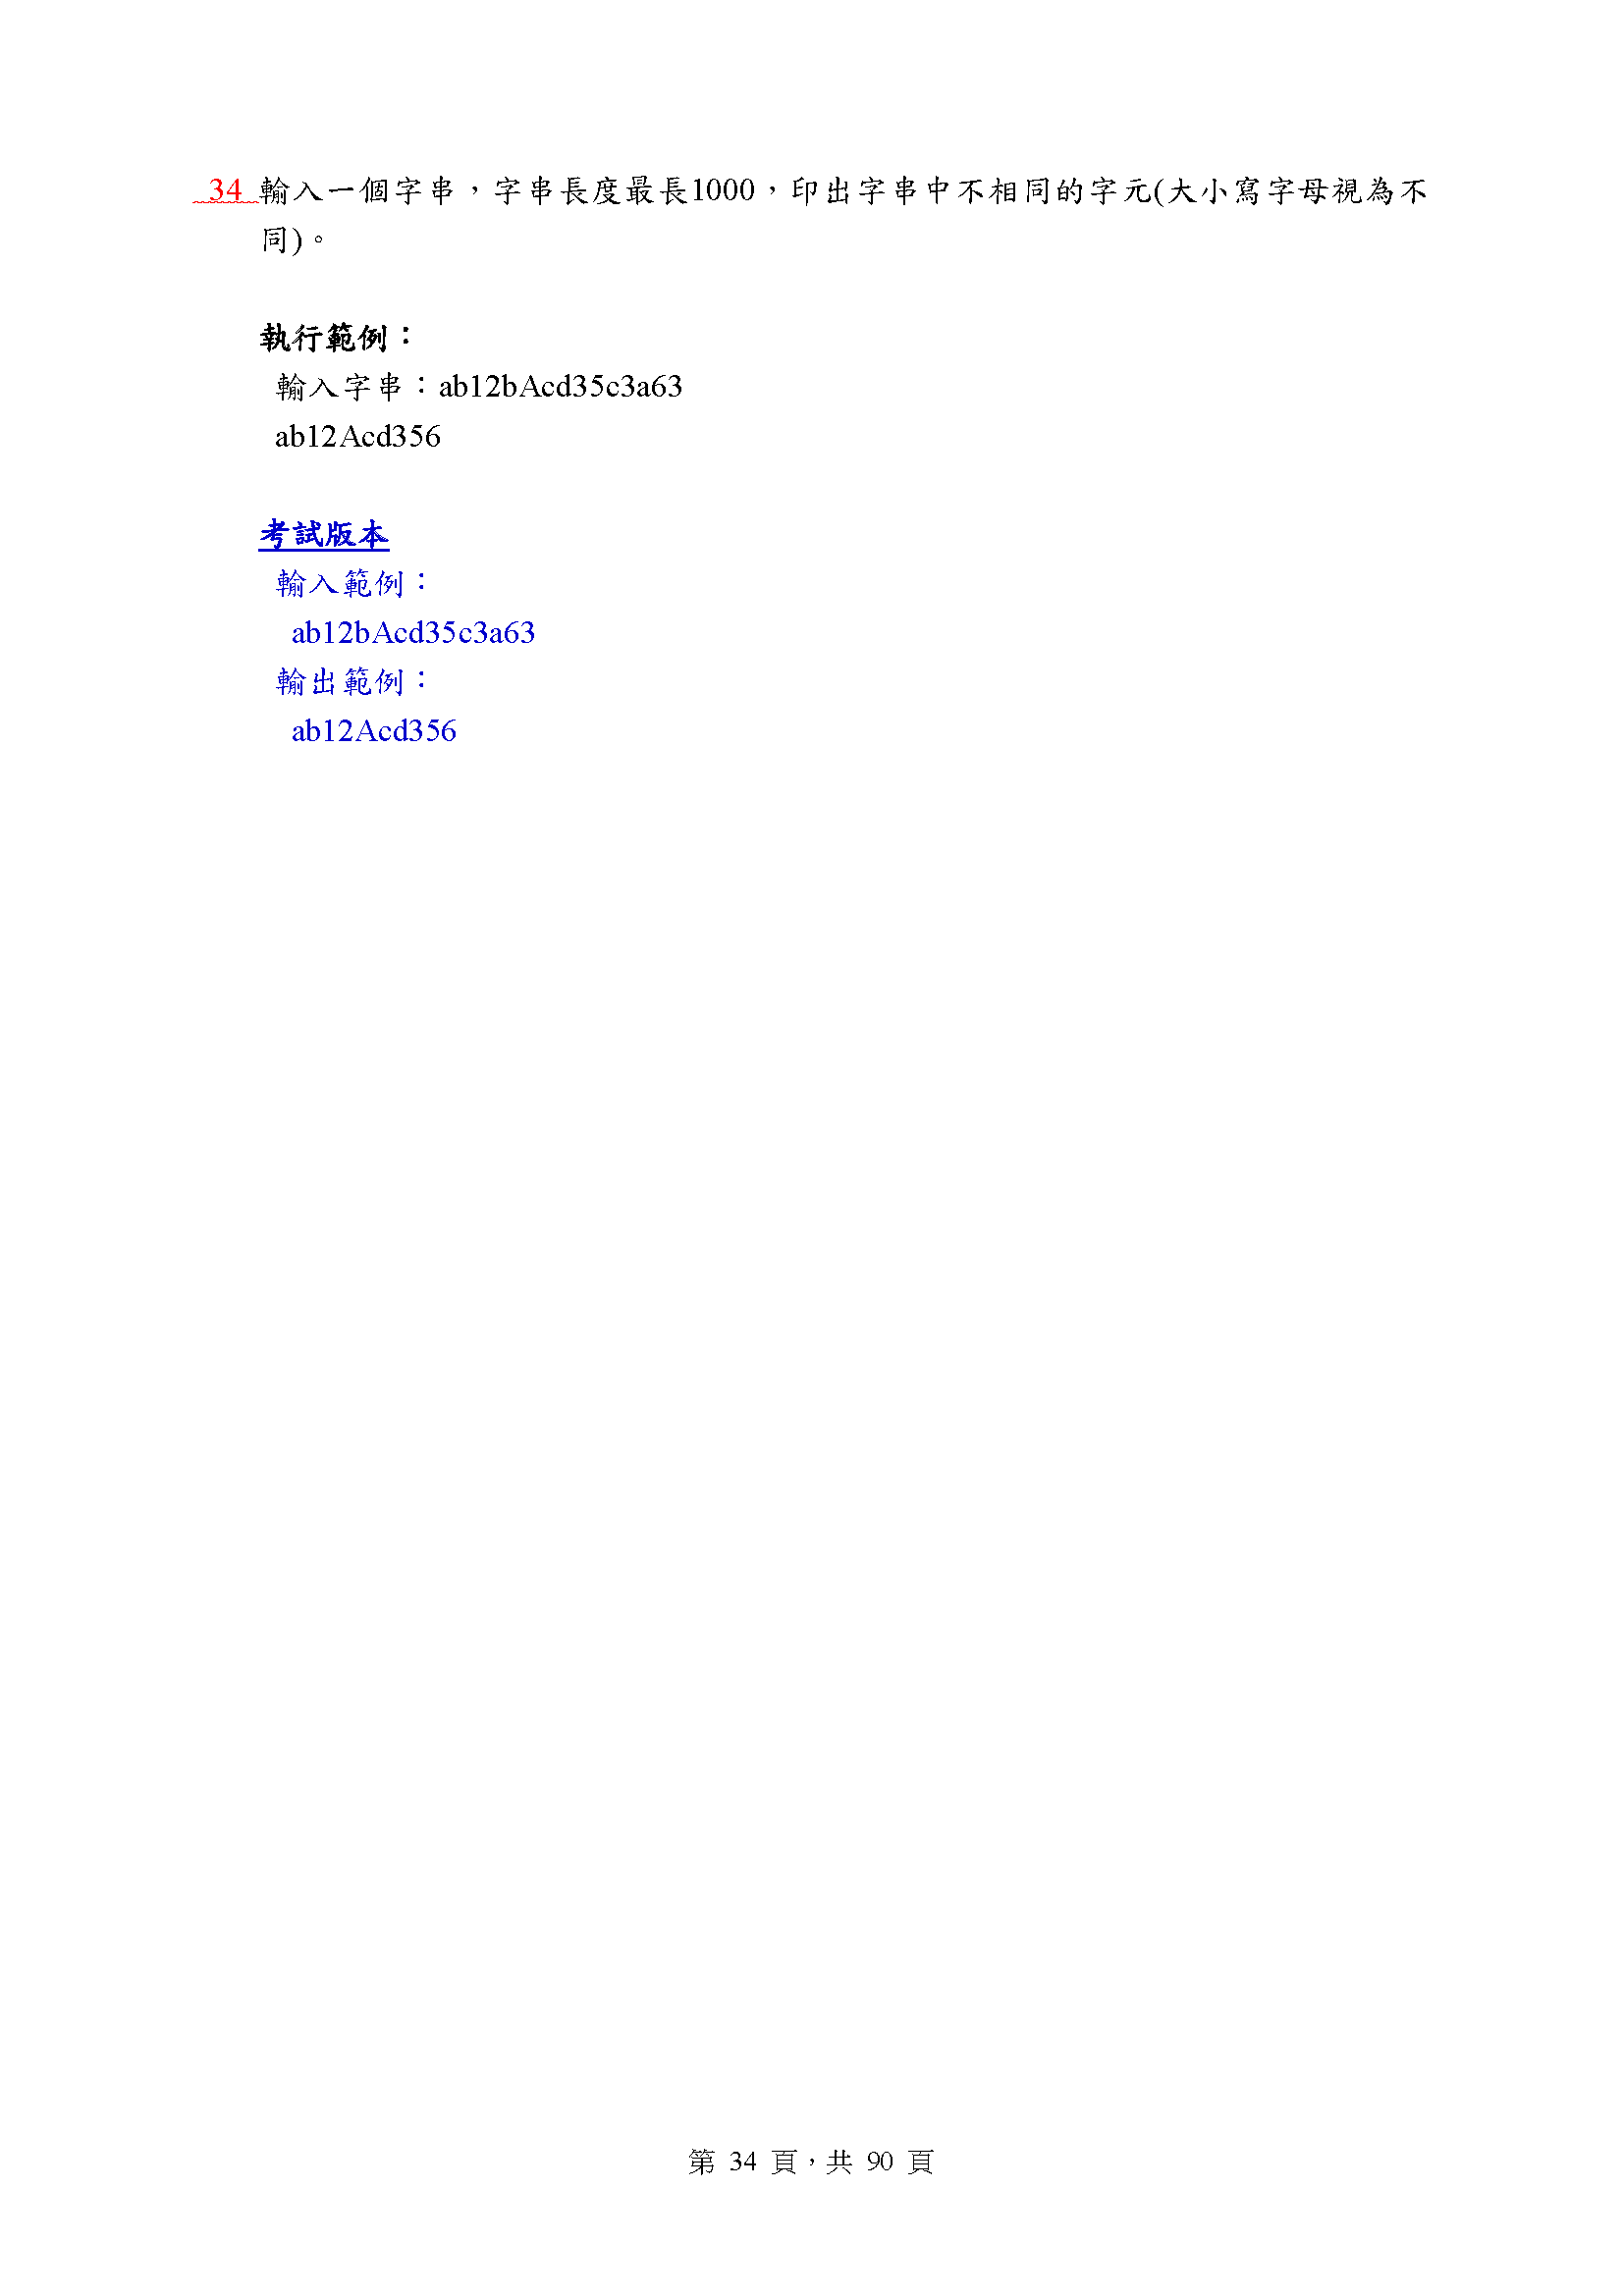 34 輸入一個字串，字串長度最長1000，印出字串中不相同的字元(大小寫字母視為不
同)。
執行範例：
輸入字串：ab12bAcd35c3a63
ab12Acd356
考試版本
輸入範例：
ab12bAcd35c3a63
輸出範例：
ab12Acd356
第 34 頁，共 90 頁